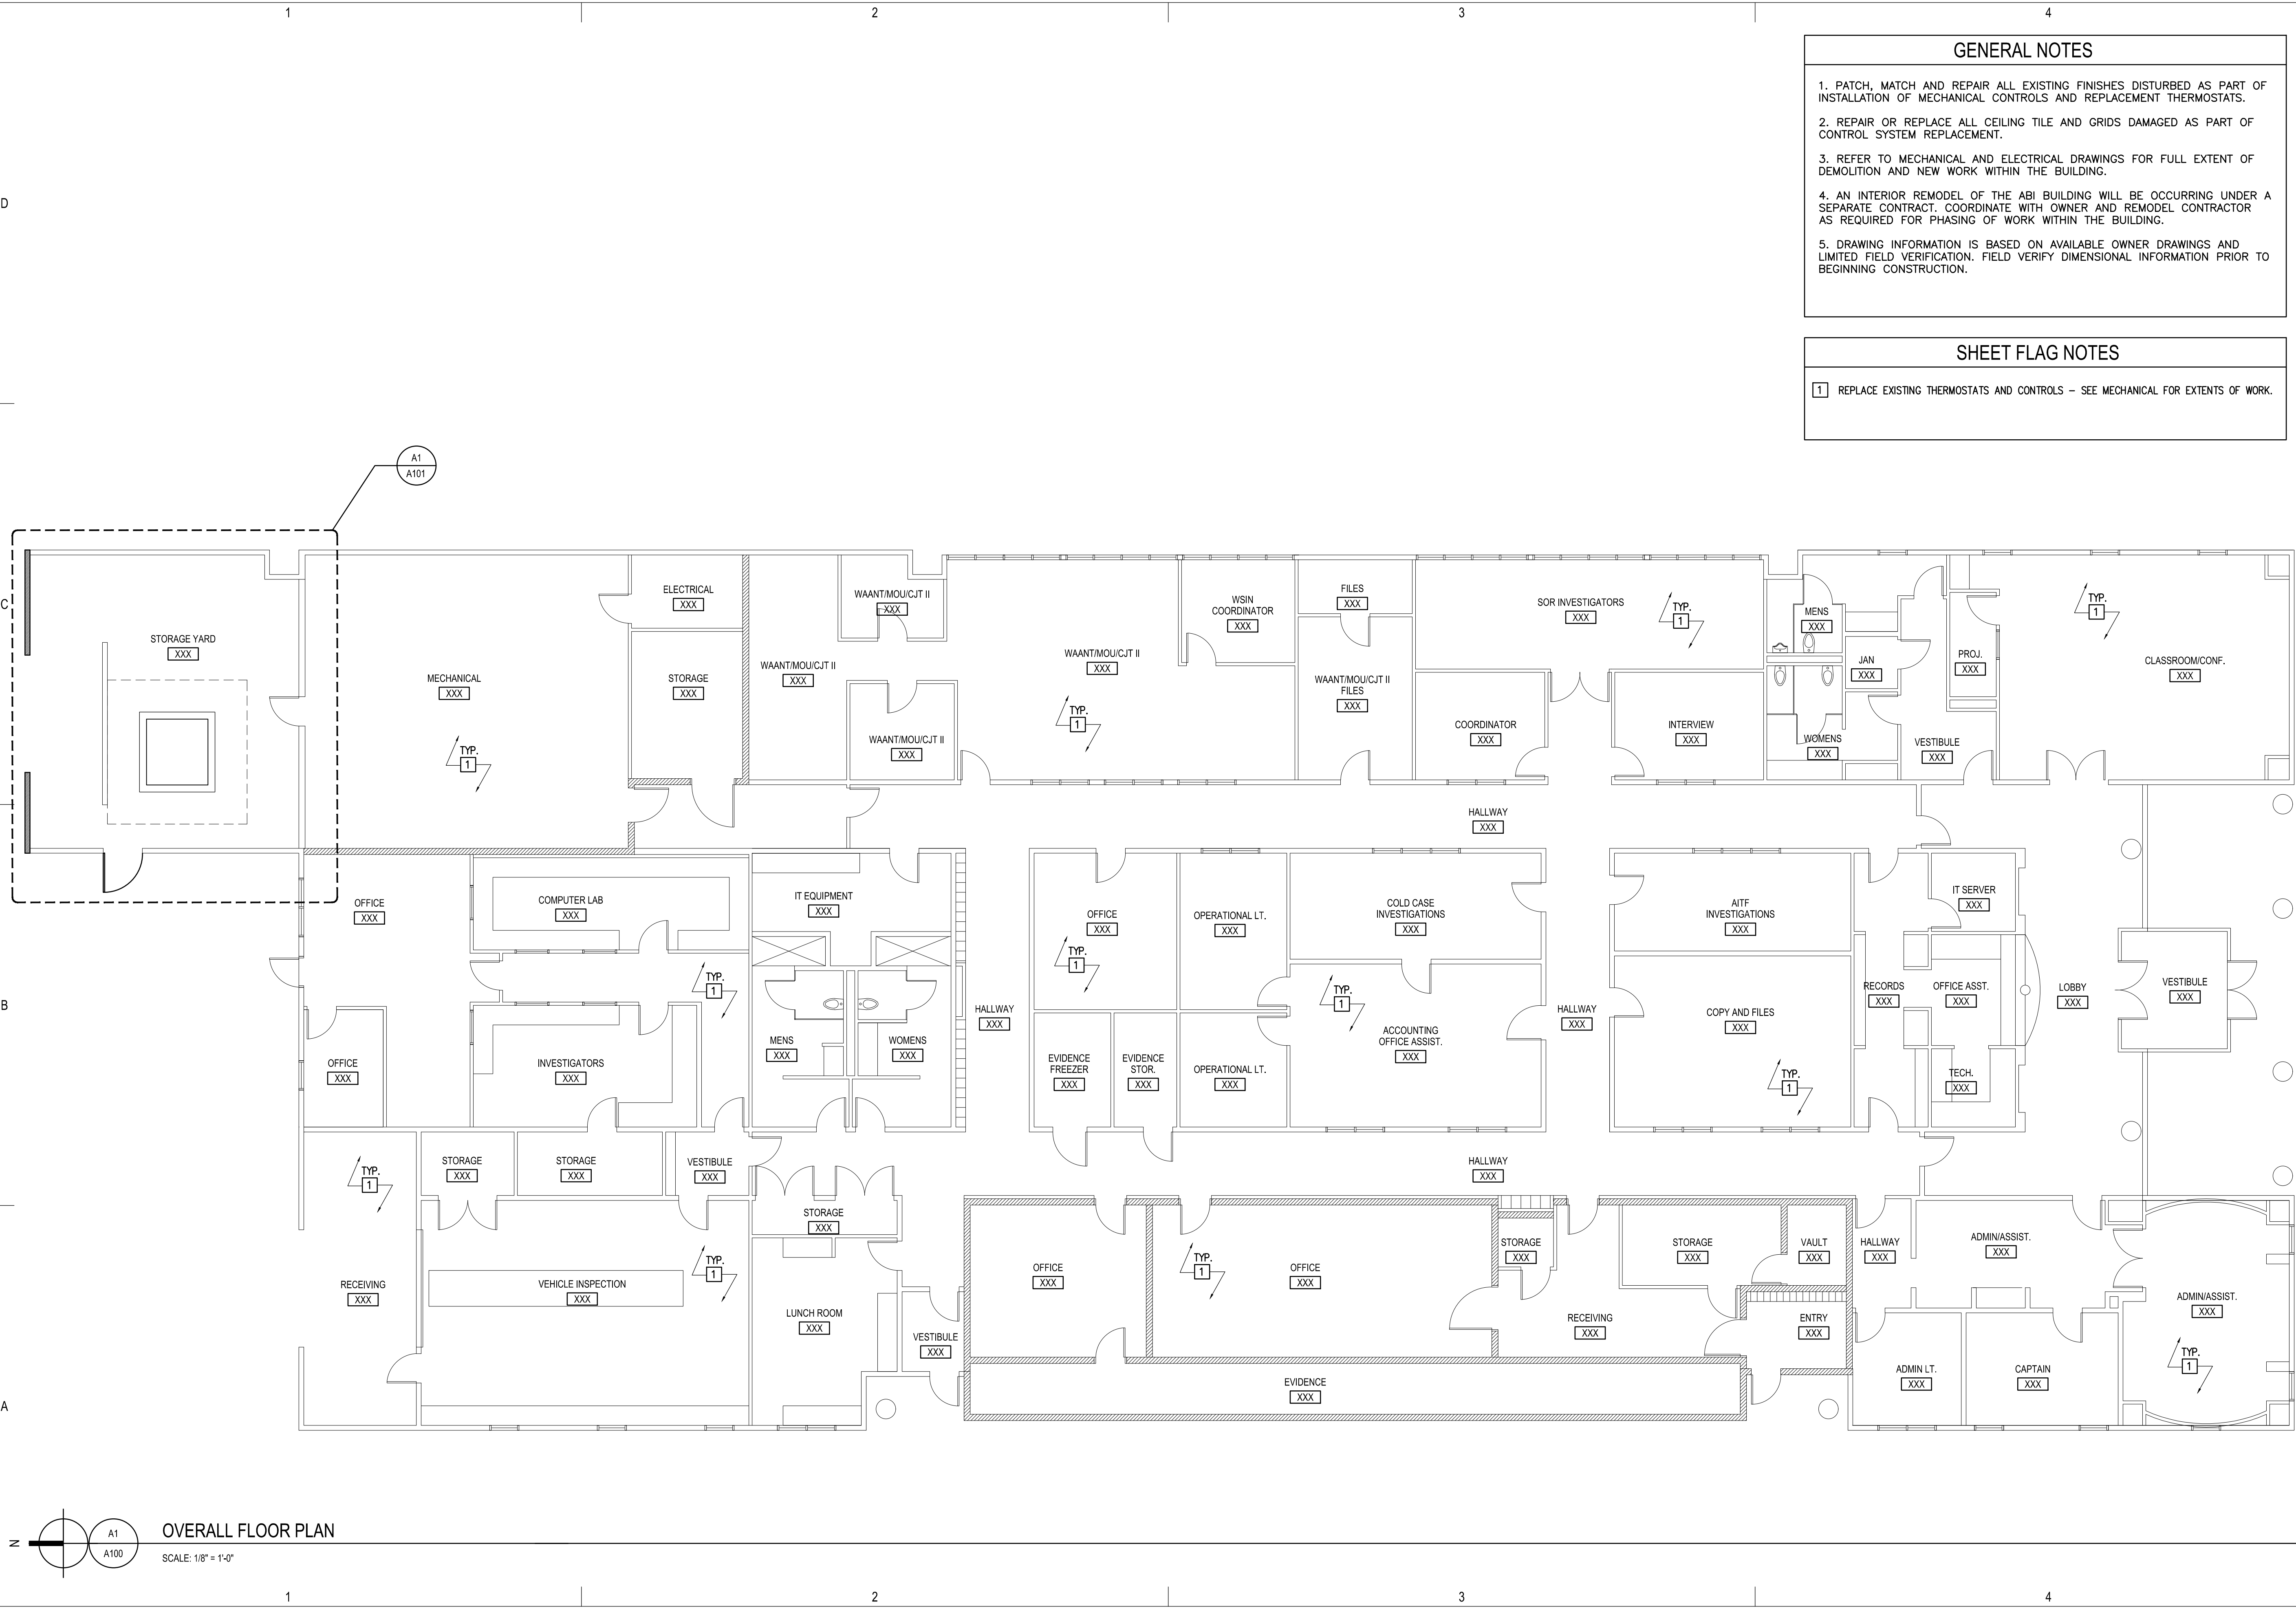 1
2
3
4
GENERAL NOTES
1. PATCH, MATCH AND REPAIR ALL EXISTING FINISHES DISTURBED AS PART OF
INSTALLATION OF MECHANICAL CONTROLS AND REPLACEMENT THERMOSTATS.
2. REPAIR OR REPLACE ALL CEILING TILE AND GRIDS DAMAGED AS PART OF
CONTROL SYSTEM REPLACEMENT.
3. REFER TO MECHANICAL AND ELECTRICAL DRAWINGS FOR FULL EXTENT OF
DEMOLITION AND NEW WORK WITHIN THE BUILDING.
4. AN INTERIOR REMODEL OF THE ABI BUILDING WILL BE OCCURRING UNDER A
SEPARATE CONTRACT. COORDINATE WITH OWNER AND REMODEL CONTRACTOR
AS REQUIRED FOR PHASING OF WORK WITHIN THE BUILDING.
5. DRAWING INFORMATION IS BASED ON AVAILABLE OWNER DRAWINGS AND
LIMITED FIELD VERIFICATION. FIELD VERIFY DIMENSIONAL INFORMATION PRIOR TO
BEGINNING CONSTRUCTION.
D
SHEET FLAG NOTES
1 REPLACE EXISTING THERMOSTATS AND CONTROLS – SEE MECHANICAL FOR EXTENTS OF WORK.
A1
A101
C
STORAGE YARD
XXX
MECHANICAL
XXX
TYP.
1
ELECTRICAL
XXX
STORAGE
XXX
WAANT/MOU/CJT II
XXX
WAANT/MOU/CJT II
XXX
WAANT/MOU/CJT II
XXX
WAANT/MOU/CJT II
XXX
TYP.
1
WSIN
COORDINATOR
XXX
FILES
XXX
WAANT/MOU/CJT II
FILES
XXX
SOR INVESTIGATORS
XXX
TYP.
1
COORDINATOR
XXX
INTERVIEW
XXX
MENS
XXX
WOMENS
XXX
JAN
XXX
VESTIBULE
XXX
PROJ.
XXX
TYP.
1
CLASSROOM/CONF.
XXX
HALLWAY
XXX
B
OFFICE
XXX
COMPUTER LAB
XXX
TYP.
1
OFFICE
XXX
INVESTIGATORS
XXX
IT EQUIPMENT
XXX
MENS
XXX
WOMENS
XXX
HALLWAY
XXX
OFFICE
XXX
TYP.
1
EVIDENCE
FREEZER
XXX
EVIDENCE
STOR.
XXX
OPERATIONAL LT.
XXX
OPERATIONAL LT.
XXX
COLD CASE
INVESTIGATIONS
XXX
TYP.
1
ACCOUNTING
OFFICE ASSIST.
XXX
HALLWAY
XXX
AITF
INVESTIGATIONS
XXX
COPY AND FILES
XXX
TYP.
1
RECORDS
XXX
IT SERVER
XXX
OFFICE ASST.
XXX
TECH.
XXX
LOBBY
XXX
VESTIBULE
XXX
TYP.
1
STORAGE
XXX
STORAGE
XXX
VESTIBULE
XXX
HALLWAY
XXX
A
RECEIVING
XXX
VEHICLE INSPECTION
XXX
TYP.
1
STORAGE
XXX
LUNCH ROOM
XXX
VESTIBULE
XXX
OFFICE
XXX
TYP.
1
OFFICE
XXX
EVIDENCE
XXX
STORAGE
XXX
RECEIVING
XXX
STORAGE
XXX
VAULT
XXX
ENTRY
XXX
HALLWAY
XXX
ADMIN/ASSIST.
XXX
ADMIN LT.
XXX
CAPTAIN
XXX
ADMIN/ASSIST.
XXX
TYP.
1
N
A1
A100
OVERALL FLOOR PLAN
SCALE: 1/8" = 1'-0"
1
2
3
4